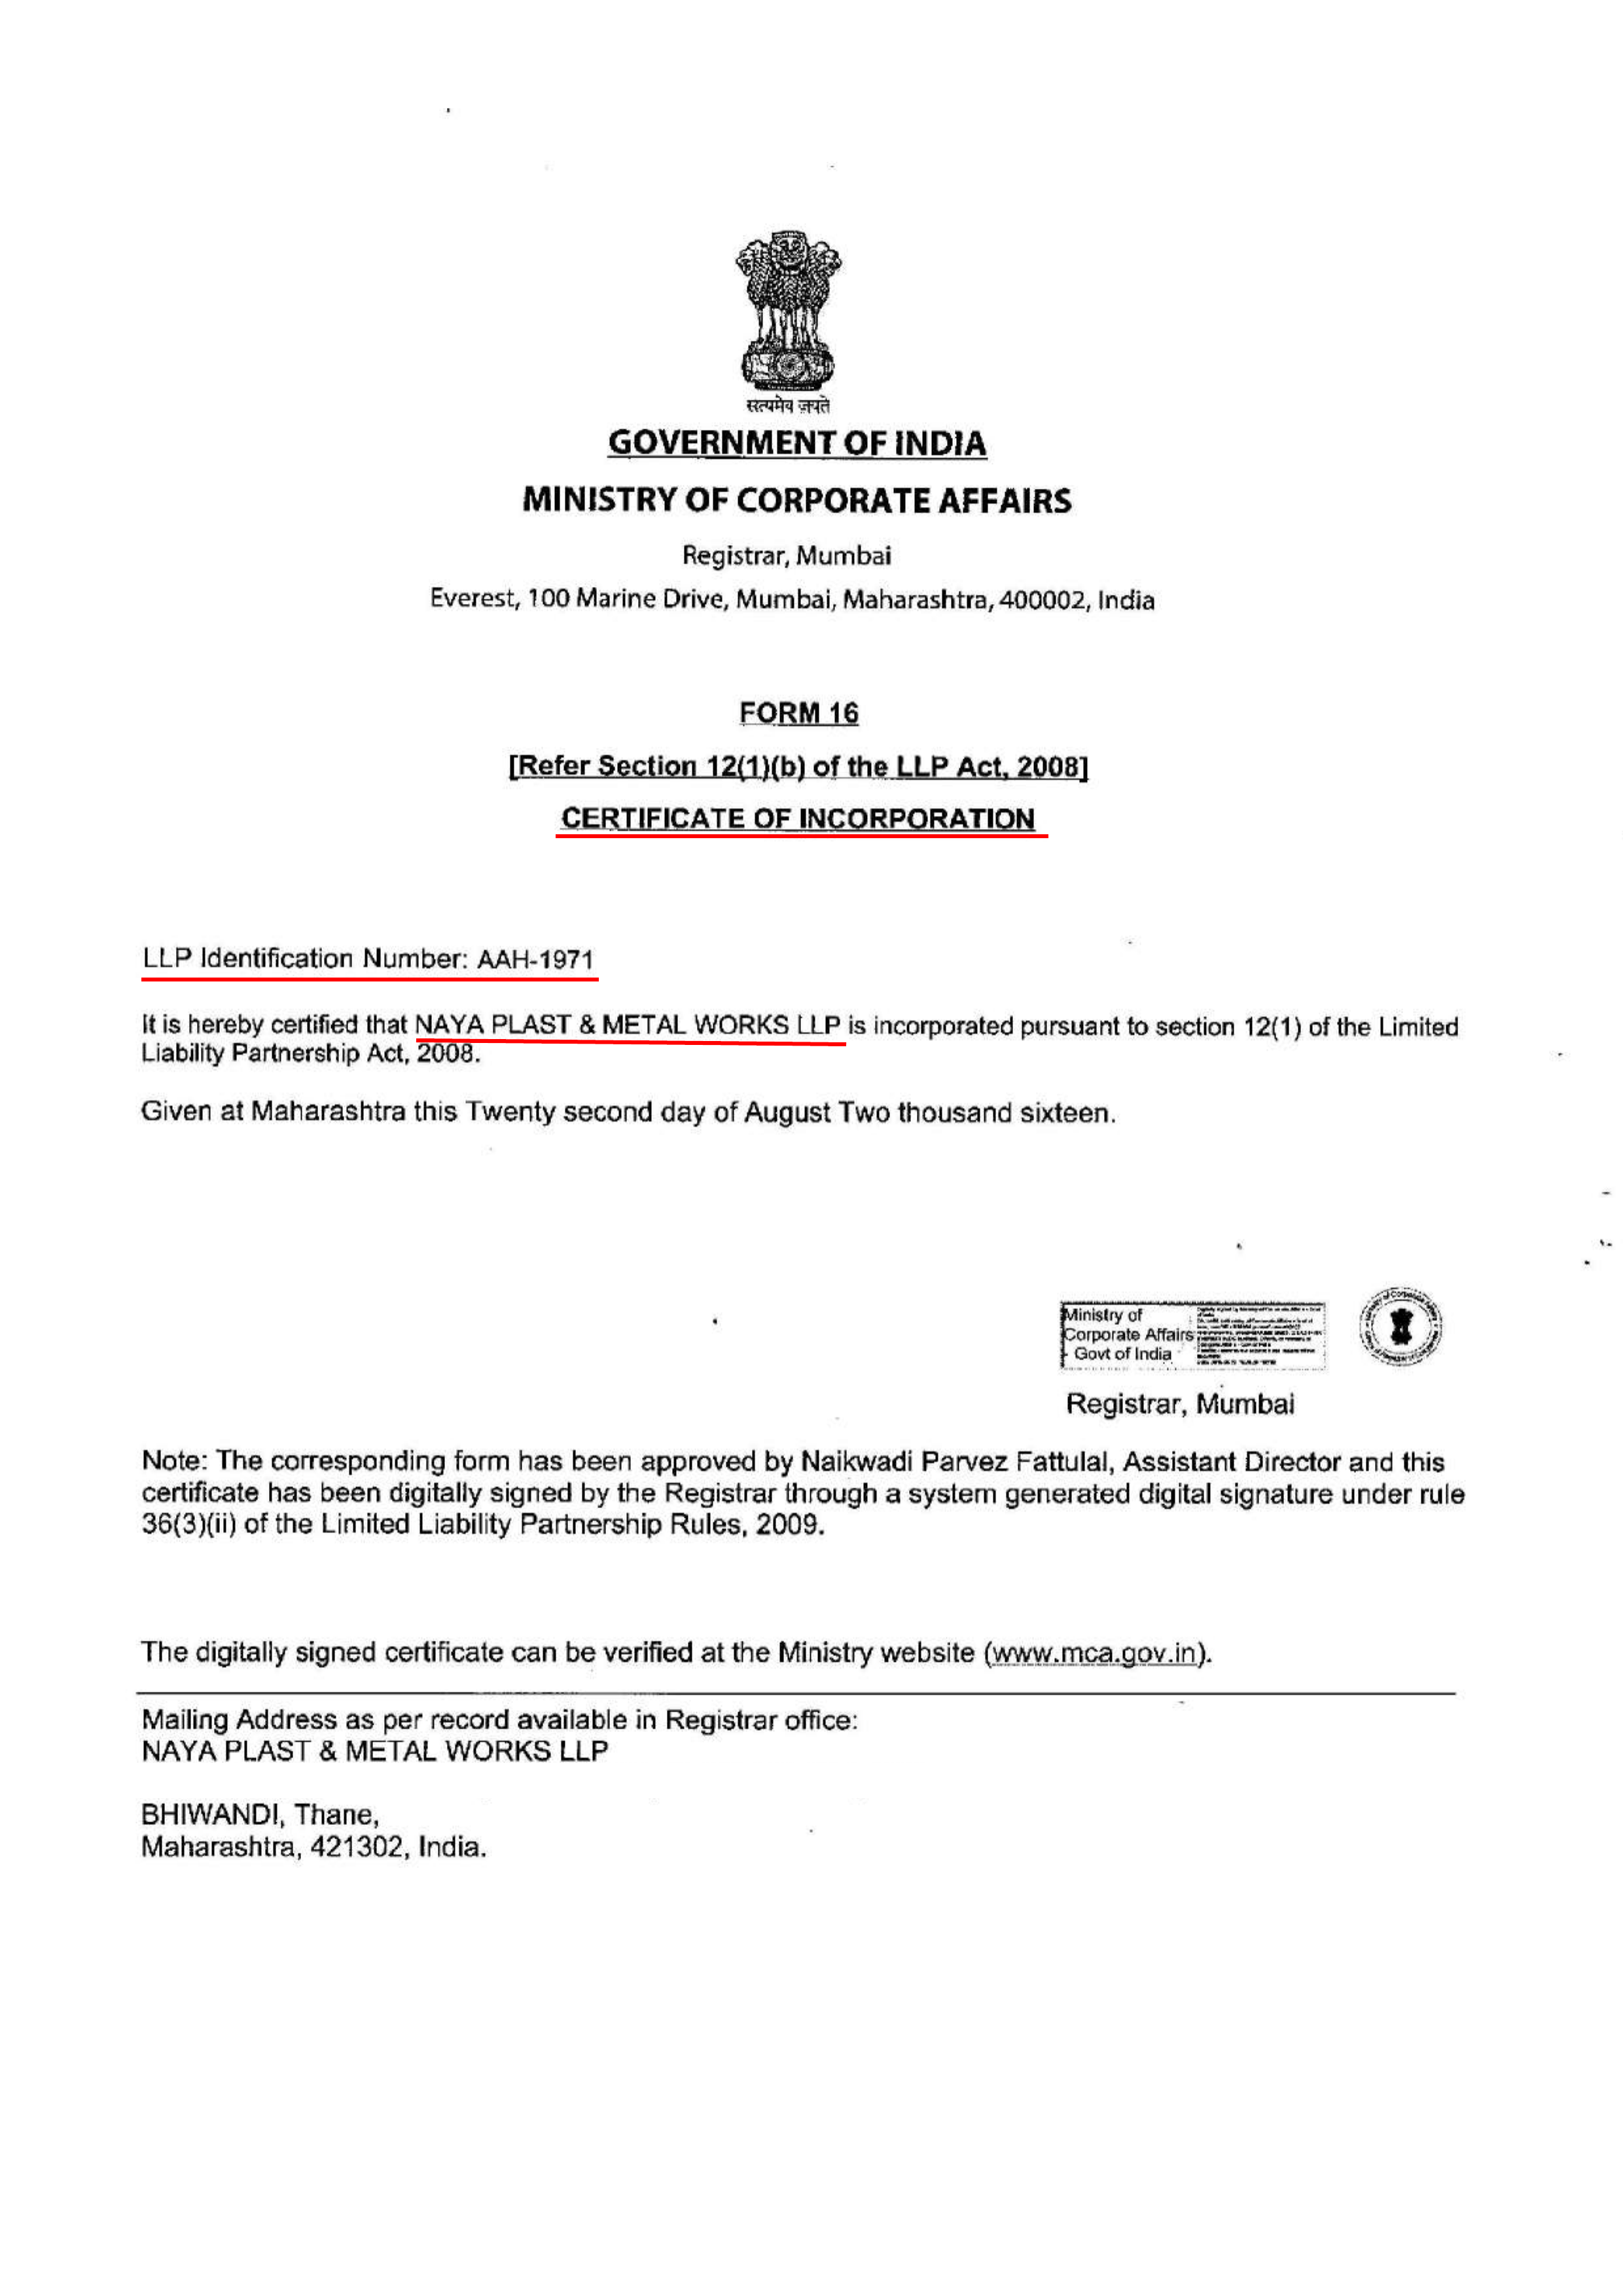 सत्यमेव जयते
GOVERNMENT OF INDIA
MINISTRY OF CORPORATE AFFAIRS
Registrar, Mumbai
Everest, 100 Marine Drive, Mumbai, Maharashtra, 400002, India
FORM 16
[Refer Section 12(1)(b) of the LLP Act, 2008]
CERTIFICATE OF INCORPORATION
LLP Identification Number: AAH-1971
It is hereby certified that NAYA PLAST & METAL WORKS LLP is incorporated pursuant to section 12(1) of the Limited
Liability Partnership Act, 2008.
Given at Maharashtra this Twenty second day of August Two thousand sixteen.
Ministry of
Corporate Affairs
- Govt of India
Registrar, Mumbai
Note: The corresponding form has been approved by Naikwadi Parvez Fattulal, Assistant Director and this
certificate has been digitally signed by the Registrar through a system generated digital signature under rule
36(3)(ii) of the Limited Liability Partnership Rules, 2009.
The digitally signed certificate can be verified at the Ministry website (www.mca.gov.in).
Mailing Address as per record available in Registrar office:
NAYA PLAST & METAL WORKS LLP
BHIWANDI, Thane,
Maharashtra, 421302, India.